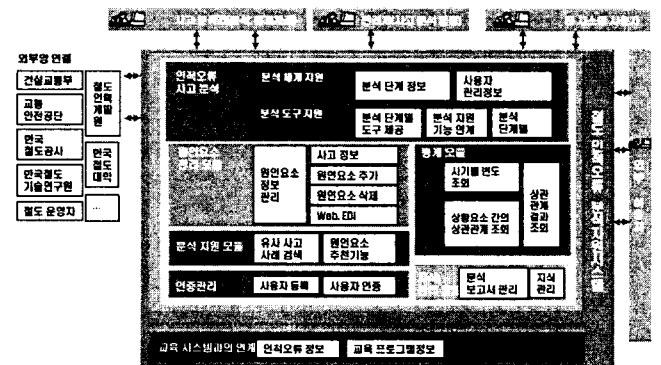 외부망 연결
건설교통부
교통
안전공단
한국
철도공사
한국철도
기술연구원
철도 운영자
철도
인력
개발원
한국
철도
대학
...
인적오류
사고 분석
분석 체계 지원
분석 단계 정보
사용자
관리정보
분석 도구 지원
분석 단계별
도구 제공
분석 지원
기능 연계
분석
단계별
원인요소
정보
관리
사고 정보
원인요소 추가
원인요소 삭제
Web. EDI
통계 모듈
시기별 빈도
조회
상황요소 간의
상관관계 조회
상관
관계
결과
조회
분석 지원 모듈
유사 사고
사례 검색
원인요소
추천기능
인증관리
사용자 등록
사용자 인증
분석
보고서 관리
지식
관리
교육 시스템과의 연계
인적오류 정보
교육 프로그램정보